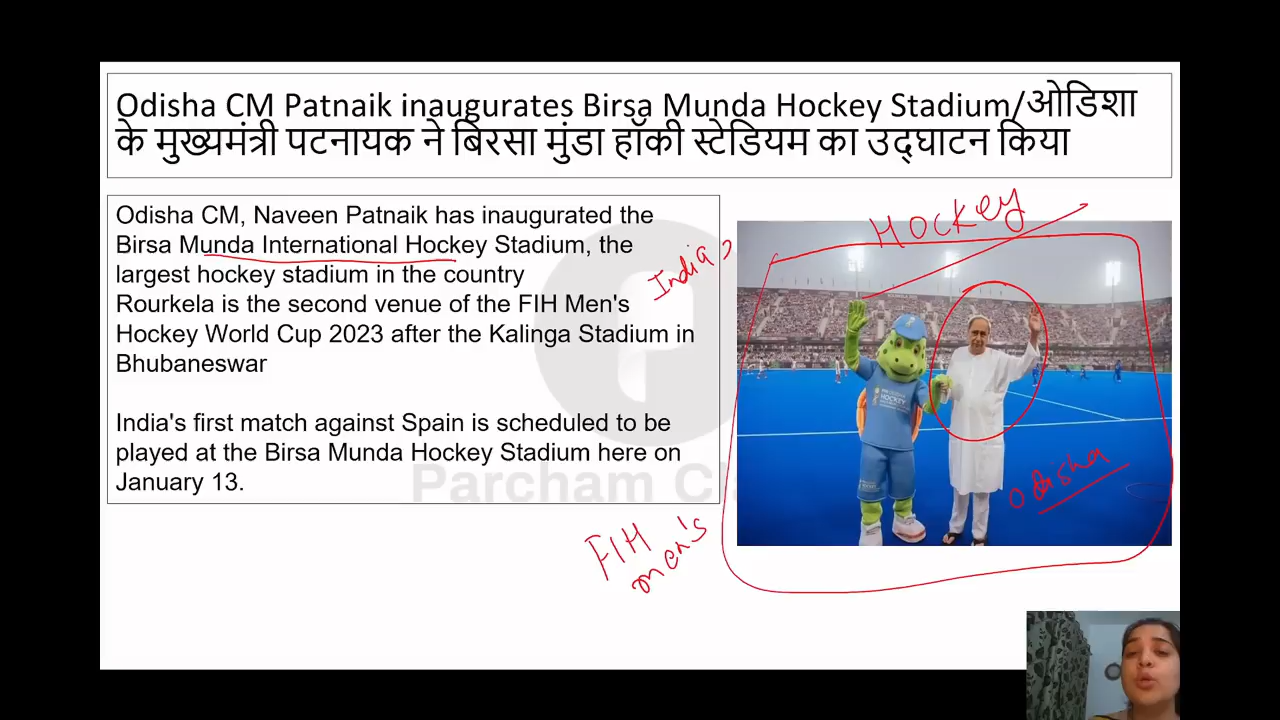 Odisha CM Patnaik inaugurates Birsa Munda Hockey Stadium/ओडिशा
के मुख्यमंत्री पटनायक ने बिरसा मुंडा हॉकी स्टेडियम का उद्घाटन किया
Odisha CM, Naveen Patnaik has inaugurated the
Birsa Munda International Hockey Stadium, the
largest hockey stadium in the country
Rourkela is the second venue of the FIH Men's
Hockey World Cup 2023 after the Kalinga Stadium in
Bhubaneswar
India's first match against Spain is scheduled to be
played at the Birsa Munda Hockey Stadium here on
January 13.
Parcham Cl
Hockey
India
HOCKEY
Odisha
FIH
men's